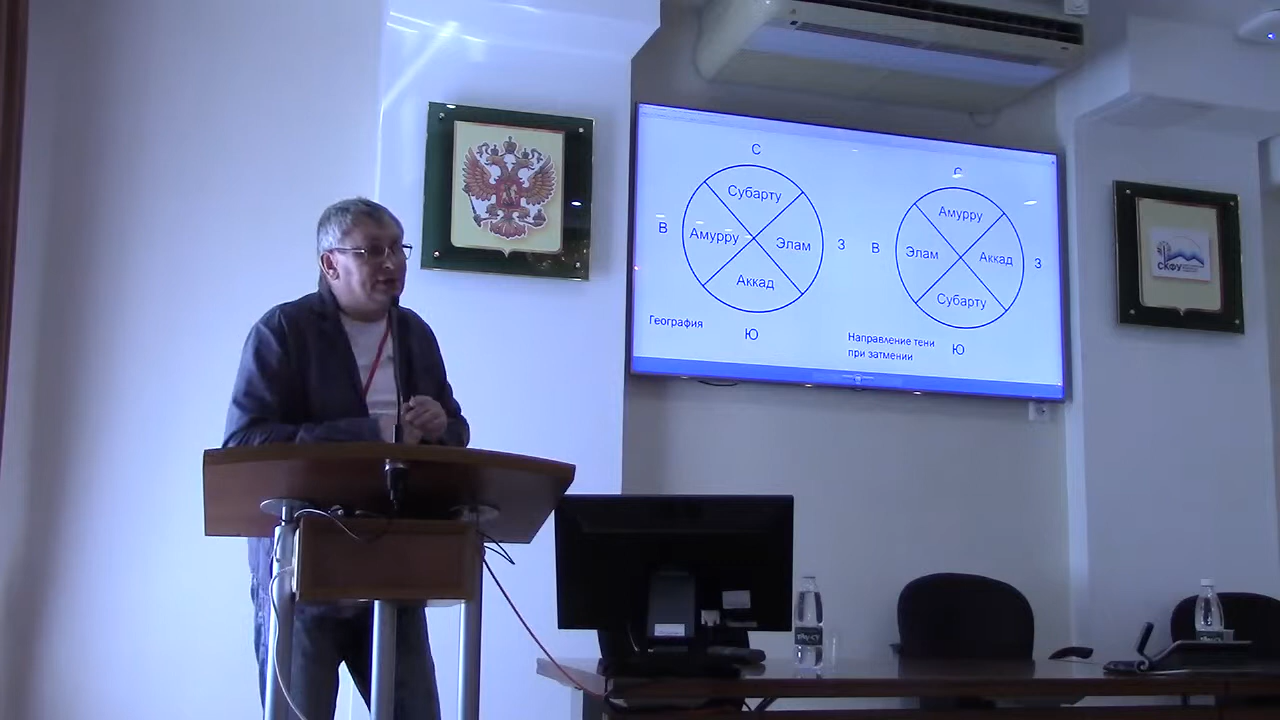 С
Субарту
В
Амурру
Элам
З
Аккад
География
Ю
С
Амурру
В
Элам
Аккад
З
Субарту
Направление тени
при затмении
Ю
СКФУ